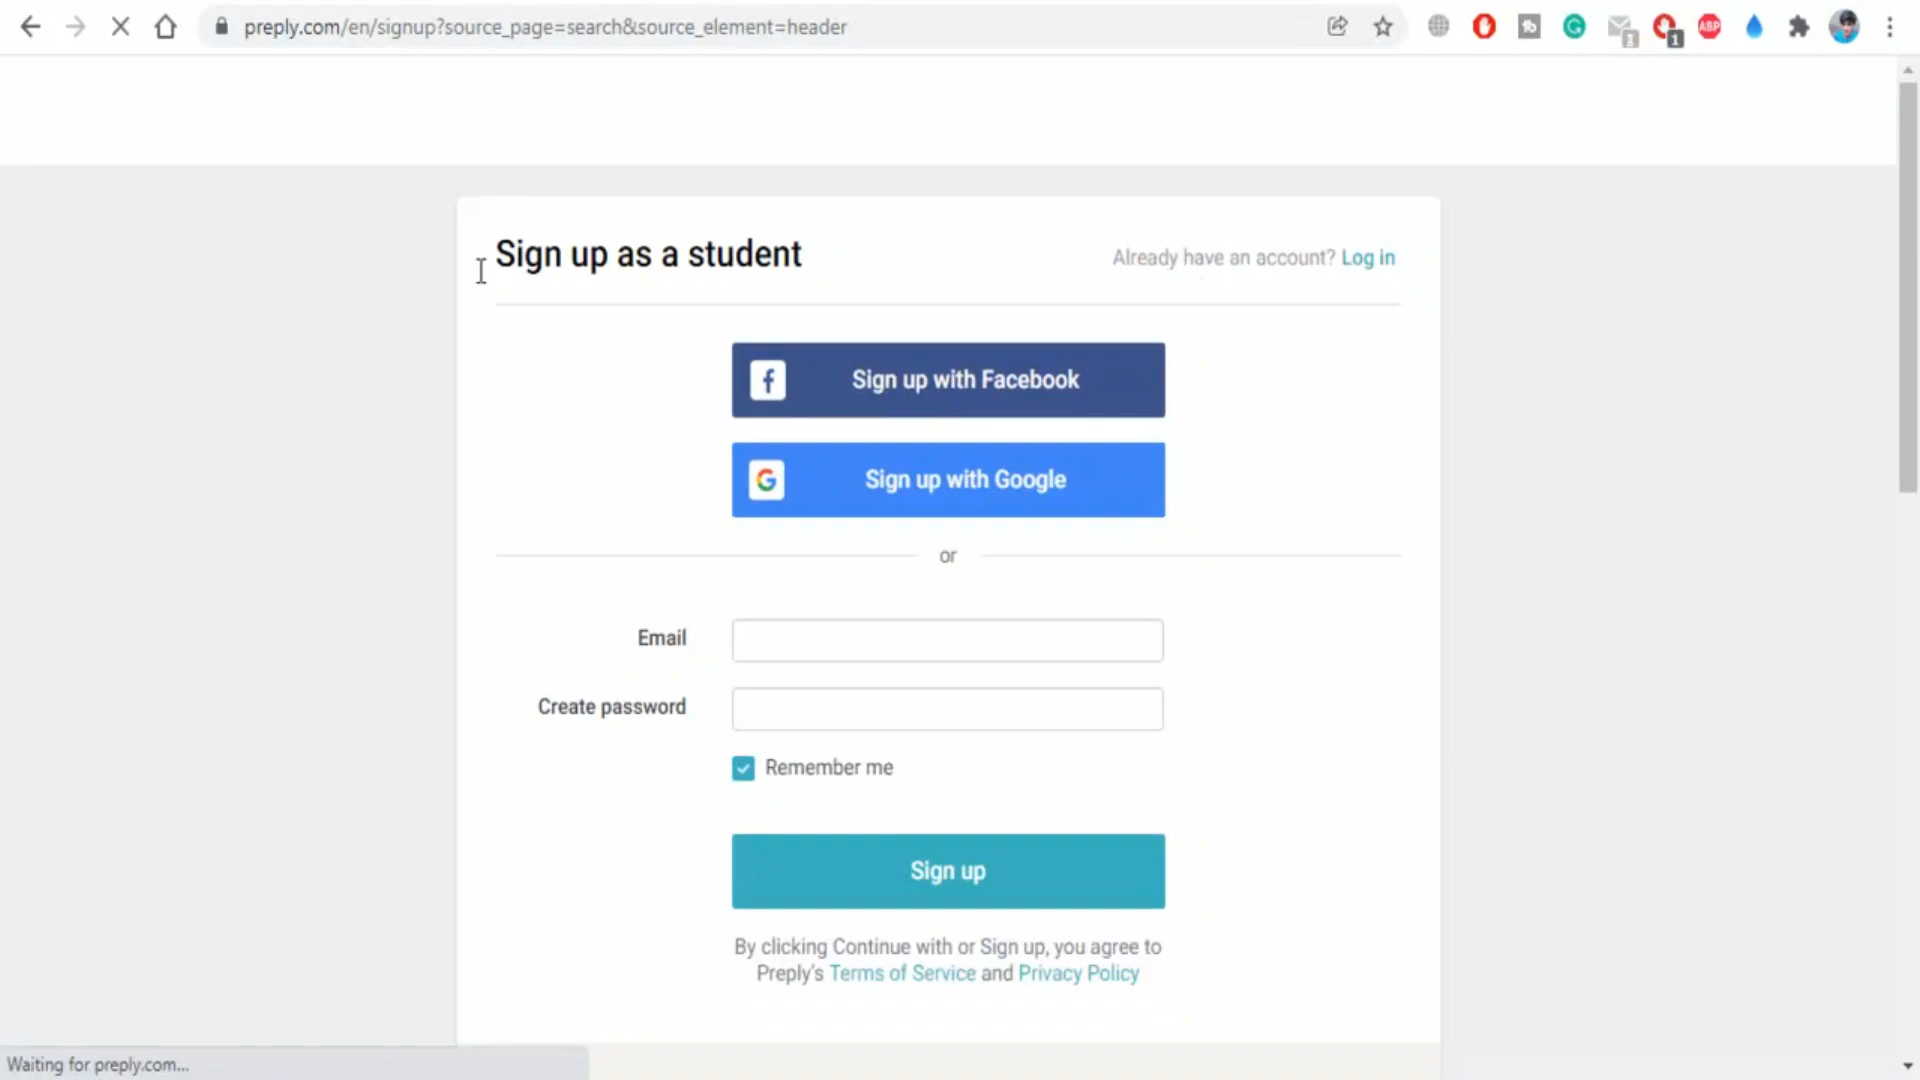 preply.com/en/signup?source_page=search&source_element=header
1
ABP
Sign up as a student
Already have an account? Log in
Sign up with Facebook
G
Sign up with Google
or
Email
Create password
Remember me
Sign up
By clicking Continue with or Sign up, you agree to
Preply's Terms of Service and Privacy Policy
Waiting for preply.com...